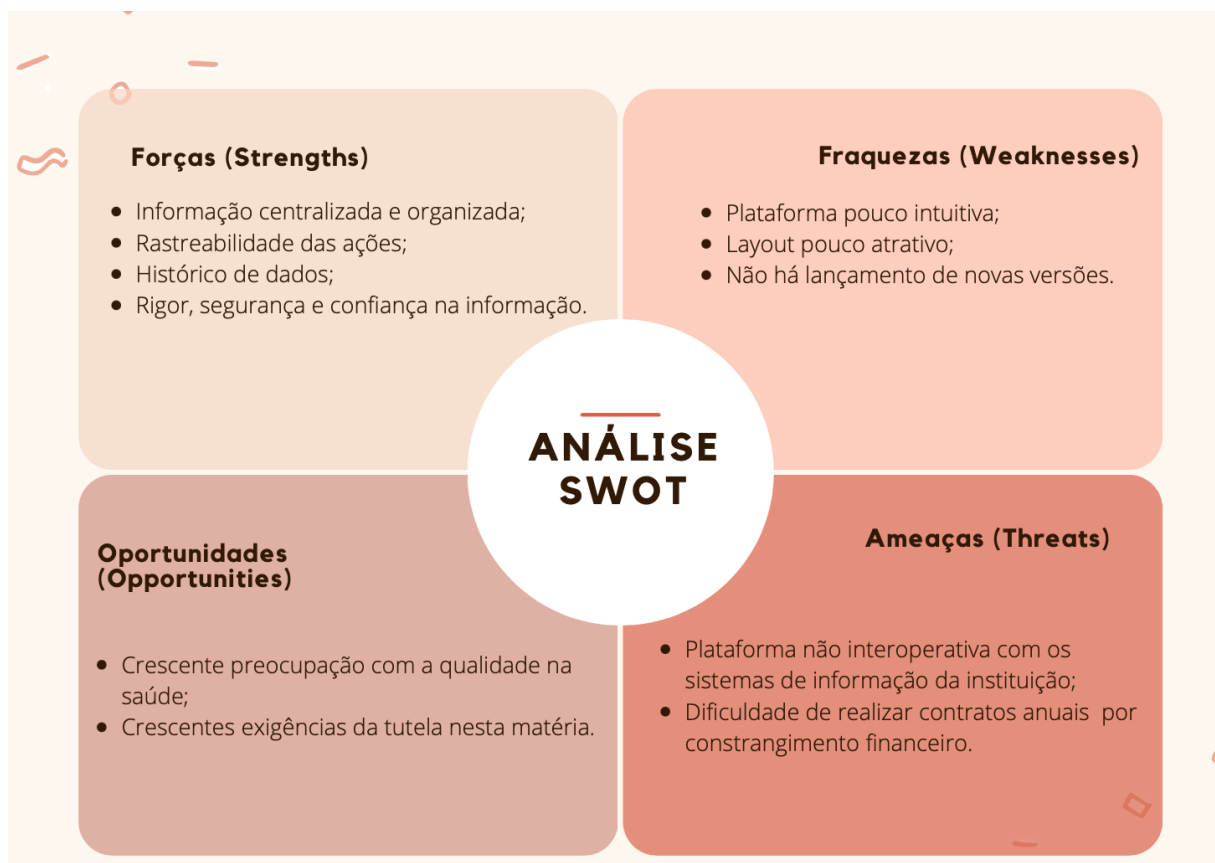 Forças (Strengths)
• Informação centralizada e organizada;
• Rastreabilidade das ações;
• Histórico de dados;
• Rigor, segurança e confiança na informação.
Fraquezas (Weaknesses)
• Plataforma pouco intuitiva;
• Layout pouco atrativo;
• Não há lançamento de novas versões.
ANÁLISE
SWOT
Oportunidades
(Opportunities)
• Crescente preocupação com a qualidade na
saúde;
• Crescentes exigências da tutela nesta matéria.
Ameaças (Threats)
• Plataforma não interoperativa com os
sistemas de informação da instituição;
• Dificuldade de realizar contratos anuais  por
constrangimento financeiro.